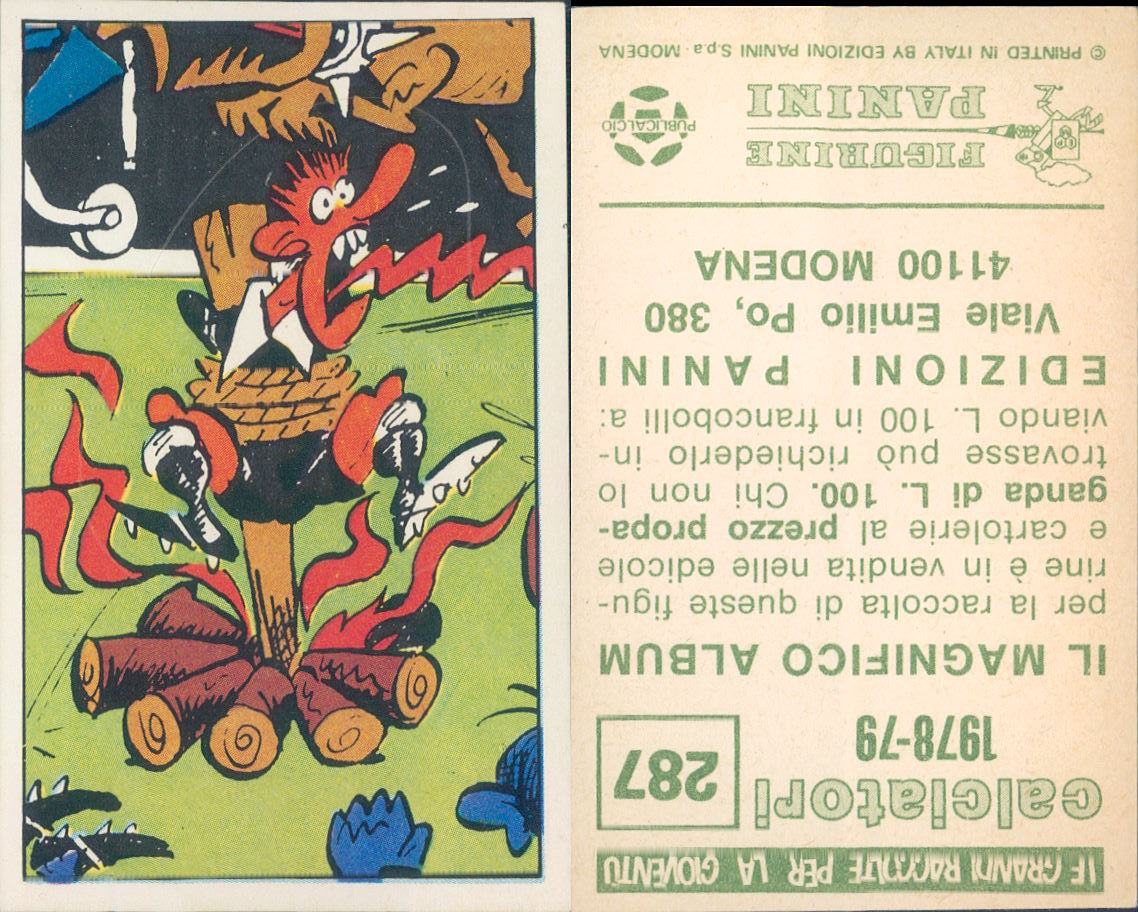 LE GRANDI RACCOLTE PER LA GIOVENTÙ
calciatori
1978-79
287
IL MAGNIFICO ALBUM
per la raccolta di queste figu-
rine è in vendita nelle edicole
e cartolerie al prezzo propa-
ganda di L. 100. Chi non lo
trovasse può richiederlo in-
viando L. 100 in francobolli a:
EDIZIONI PANINI
Viale Emilio Po, 380
41100 MODENA
FIGURINE
PANINI
PUBLICALCIO
© PRINTED IN ITALY BY EDIZIONI PANINI S.p.a - MODENA